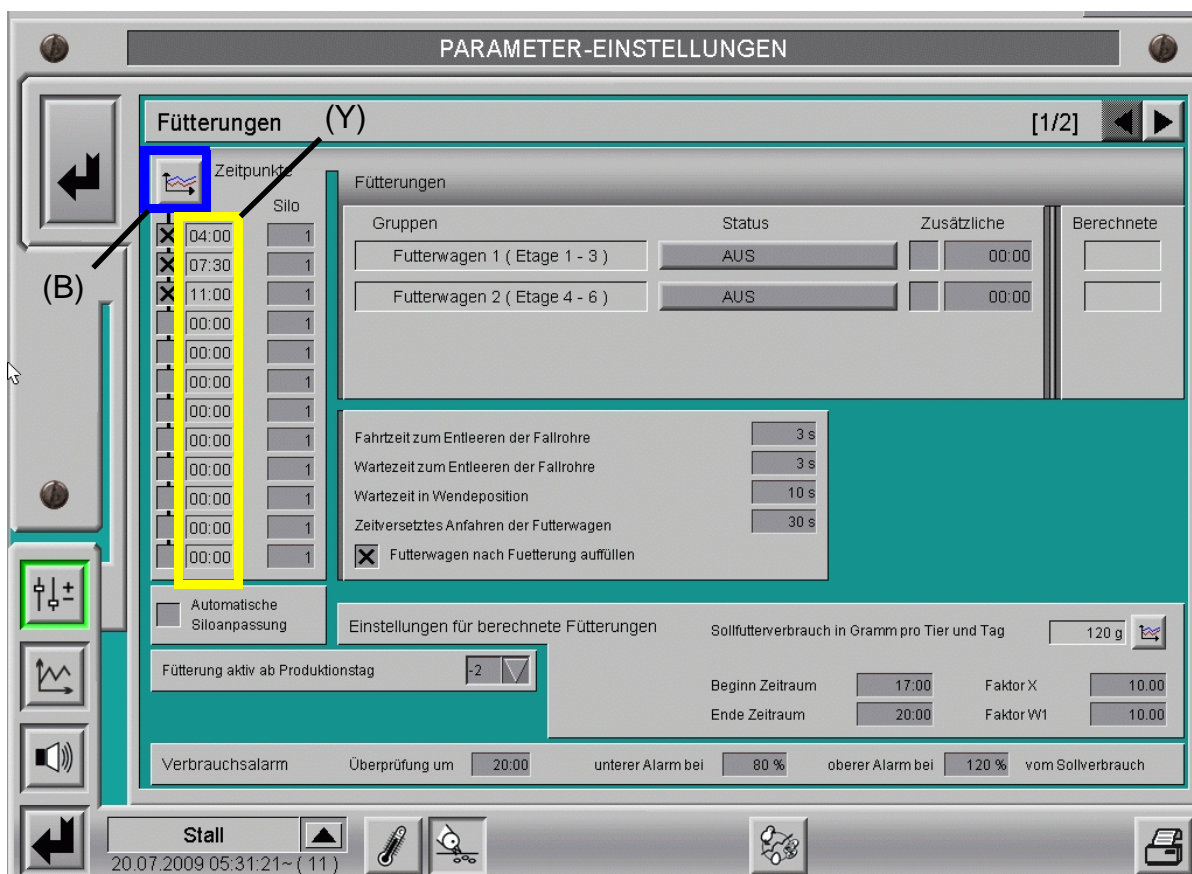 PARAMETER-EINSTELLUNGEN
Fütterungen
(Y)
[1/2]
Zeitpunkte
Silo
04:00 1
07:30 1
11:00 1
00:00 1
00:00 1
00:00 1
00:00 1
00:00 1
00:00 1
00:00 1
00:00 1
00:00 1
(B)
Automatische
Siloanpassung
Fütterungen
Gruppen Status Zusätzliche Berechnete
Futterwagen 1 ( Etage 1 - 3 ) AUS 00:00
Futterwagen 2 ( Etage 4 - 6 ) AUS 00:00
Fahrtzeit zum Entleeren der Fallrohre 3 s
Wartezeit zum Entleeren der Fallrohre 3 s
Wartezeit in Wendeposition 10 s
Zeitversetztes Anfahren der Futterwagen 30 s
Futterwagen nach Fuetterung auffüllen
Einstellungen für berechnete Fütterungen Sollfutterverbrauch in Gramm pro Tier und Tag 120 g
Fütterung aktiv ab Produktionstag -2
Beginn Zeitraum 17:00 Faktor X 10.00
Ende Zeitraum 20:00 Faktor W1 10.00
Verbrauchsalarm Überprüfung um 20:00 unterer Alarm bei 80 % oberer Alarm bei 120 % vom Sollverbrauch
Stall
20.07.2009 05:31:21~ ( 11 )